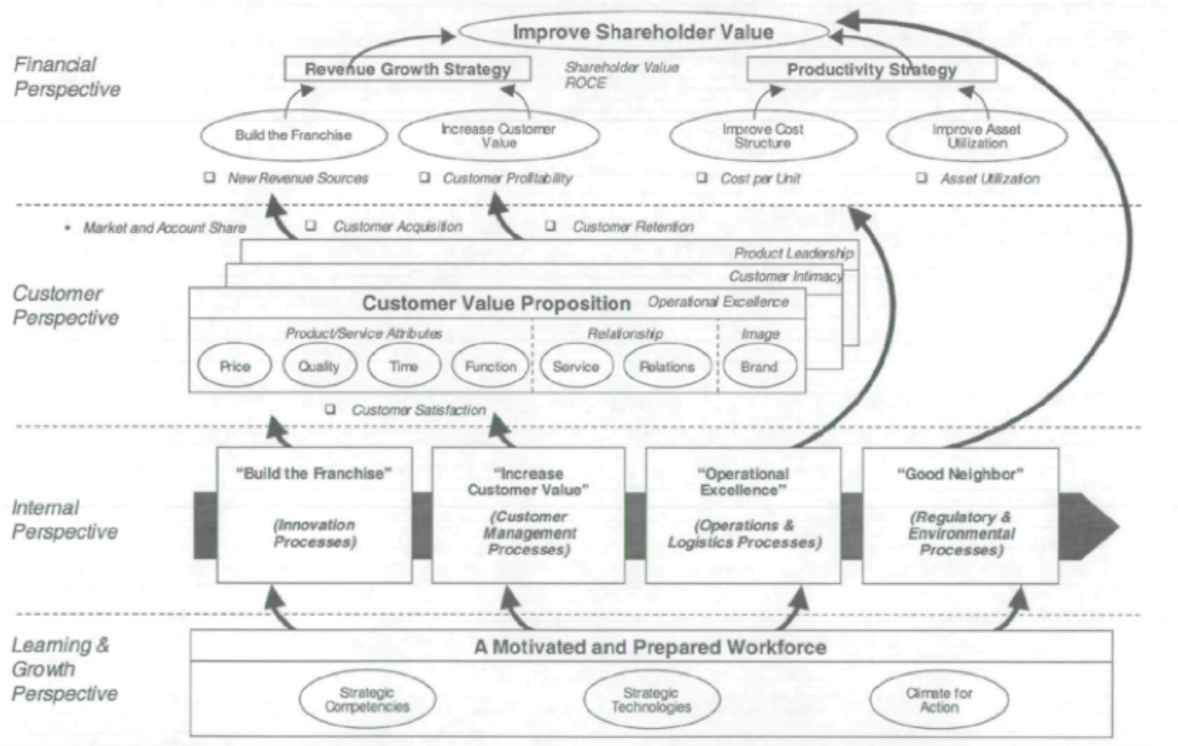 Improve Shareholder Value
Financial
Perspective
Revenue Growth Strategy
Shareholder Value
ROCE
Productivity Strategy
Build the Franchise
Increase Customer
Value
Improve Cost
Structure
Improve Asset
Utilization
❑ New Revenue Sources
❑ Customer Profitability
❑ Cost per Unit
❑ Asset Utilization
• Market and Account Share
❑ Customer Acquisition
❑ Customer Retention
Product Leadership
Customer Intimacy
Customer
Perspective
Customer Value Proposition
Operational Excellence
Product/Service Attributes
Relationship
Image
Price
Quality
Time
Function
Service
Relations
Brand
❑ Customer Satisfaction
Internal
Perspective
"Build the Franchise"
(Innovation
Processes)
"Increase
Customer Value"
(Customer
Management
Processes)
"Operational
Excellence"
(Operations &
Logistics Processes)
"Good Neighbor"
(Regulatory &
Environmental
Processes)
Learning &
Growth
Perspective
A Motivated and Prepared Workforce
Strategic
Competencies
Strategic
Technologies
Climate for
Action